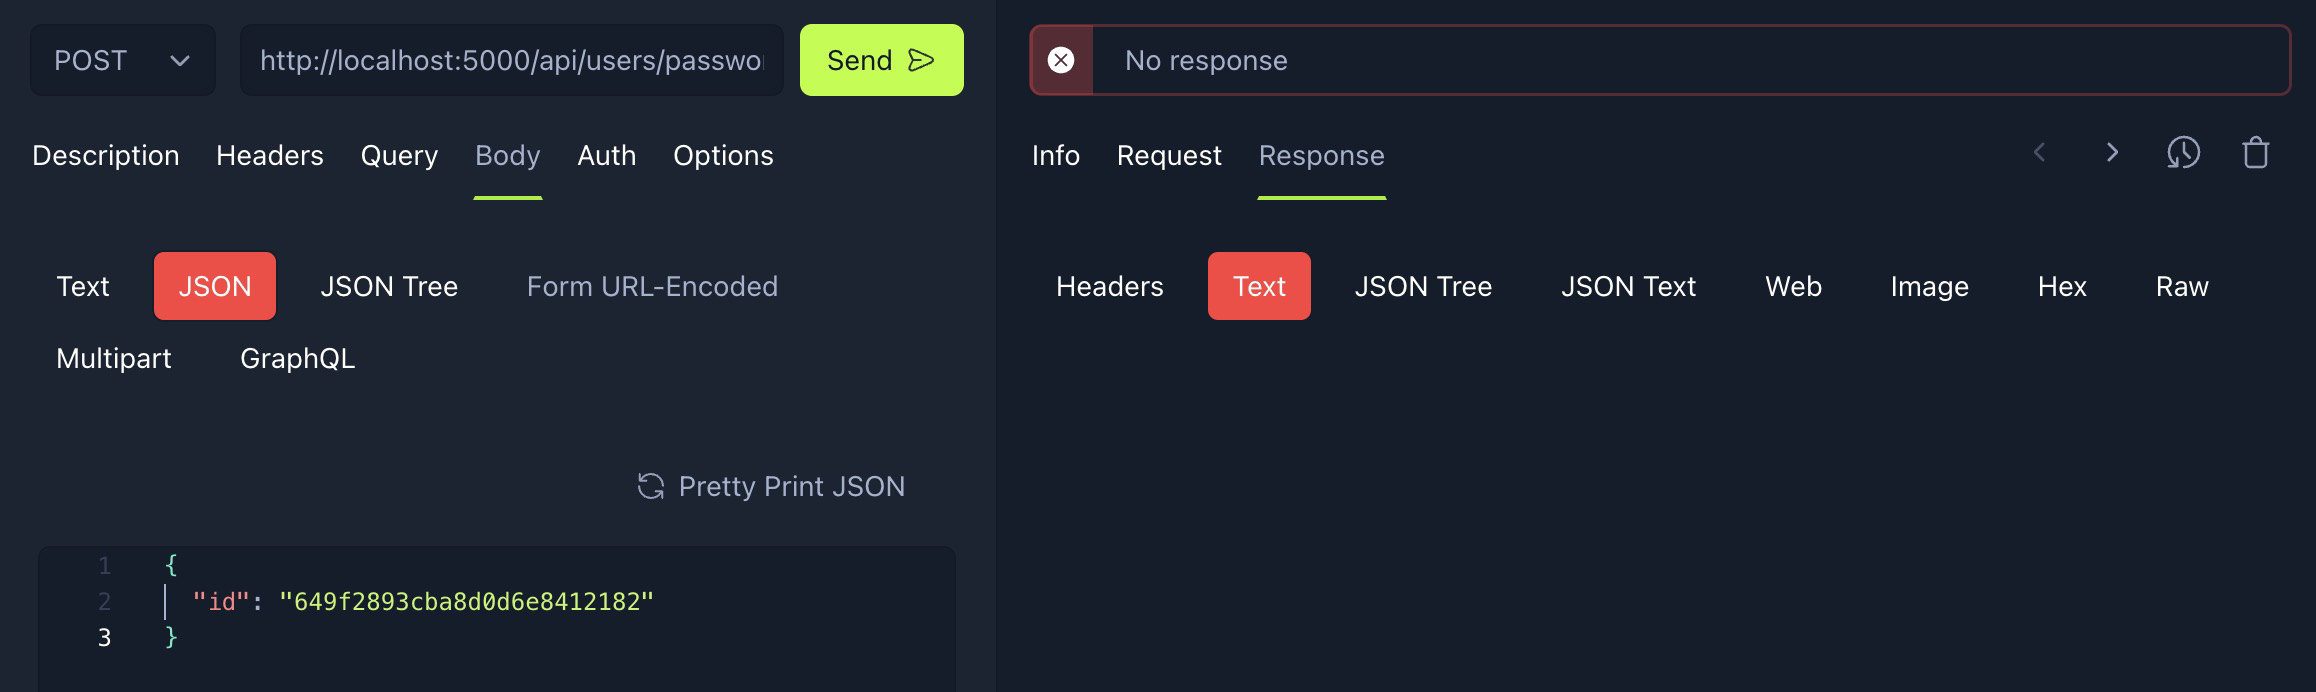 POST
http://localhost:5000/api/users/passwo
Send
No response
Description Headers Query Body Auth Options
Info Request Response
Text JSON JSON Tree Form URL-Encoded
Multipart GraphQL
Headers Text JSON Tree JSON Text Web Image Hex Raw
Pretty Print JSON
1 {
2 "id": "649f2893cba8d0d6e8412182"
3 }